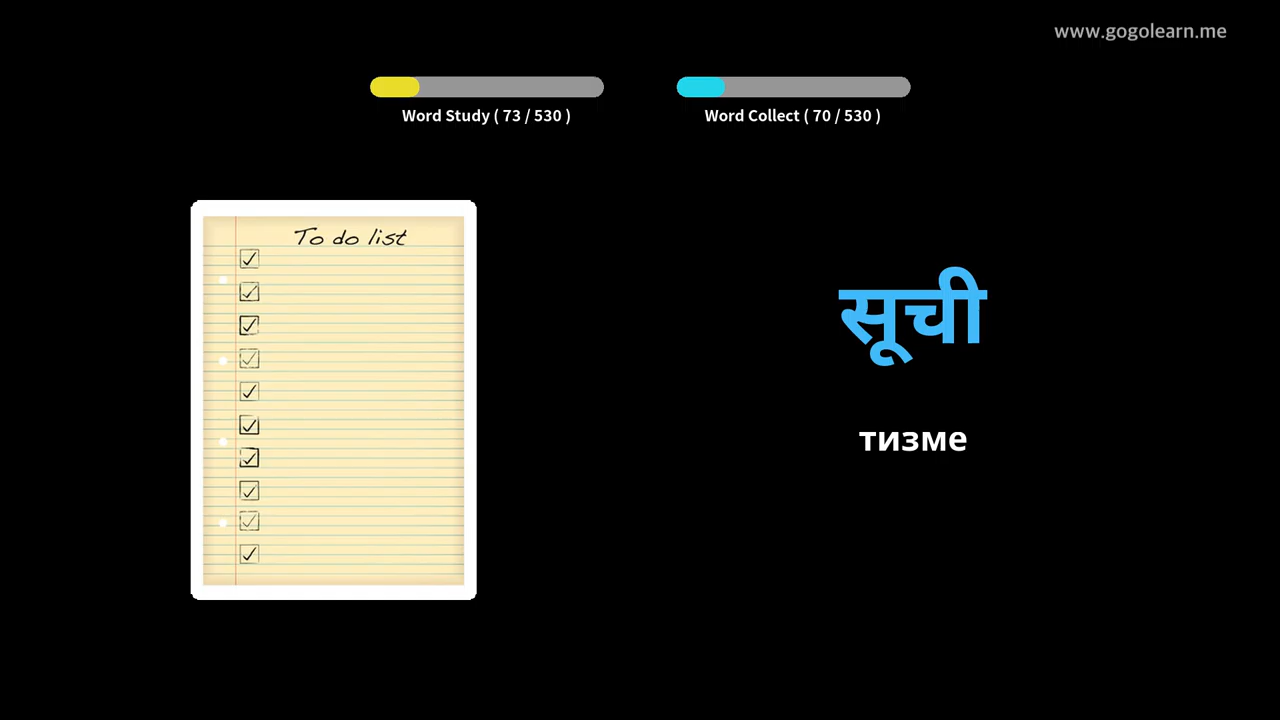 www.gogolearn.me
Word Study ( 73 / 530 )
Word Collect ( 70 / 530 )
To do list
सूची
тизме